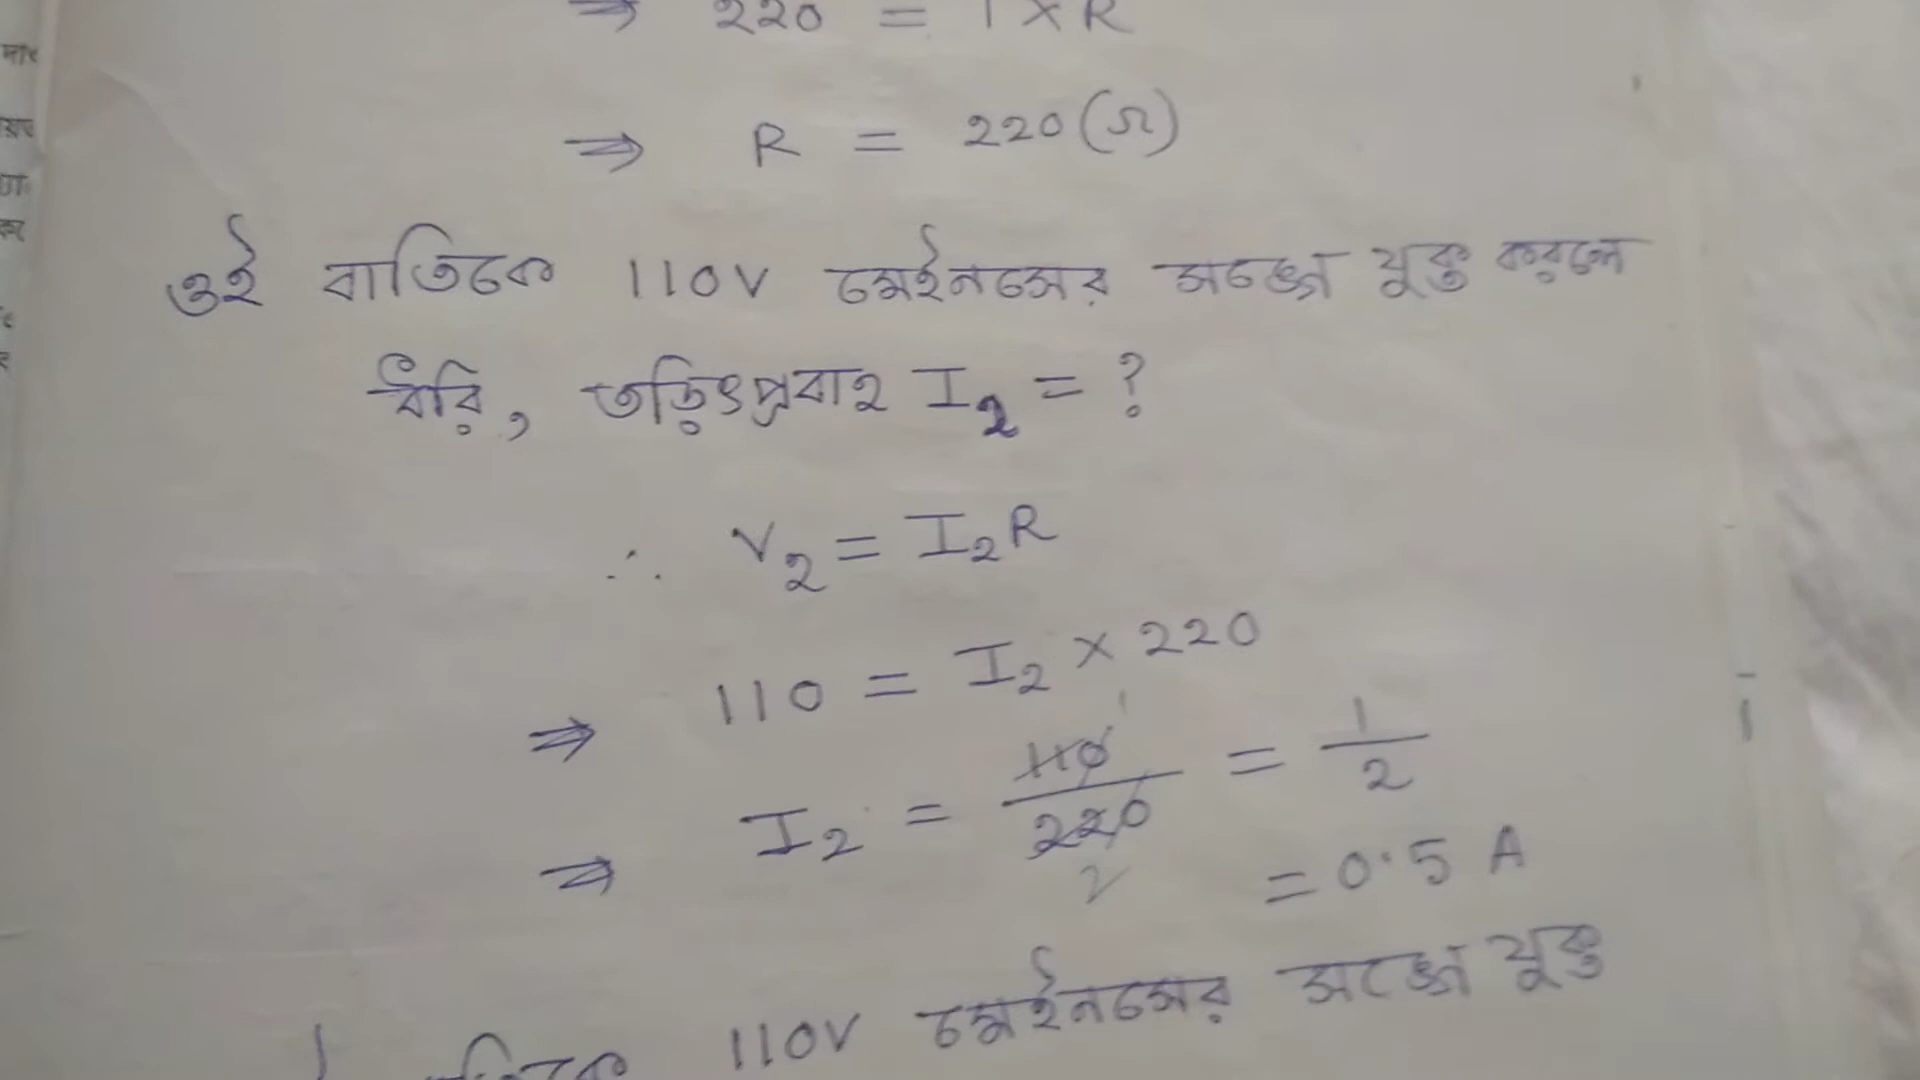 ⇒ 220 = 1 × R
⇒ R = 220 (Ω)
ওই বাতিকে 110V মেইনসের সঙ্গে যুক্ত করলে
ধরি, তড়িৎপ্রবাহ I₂ = ?
∴ V₂ = I₂R
⇒ 110 = I₂ × 220
⇒ I₂ = 110/220 = 1/2
= 0.5 A
110V মেইনসের সঙ্গে যুক্ত